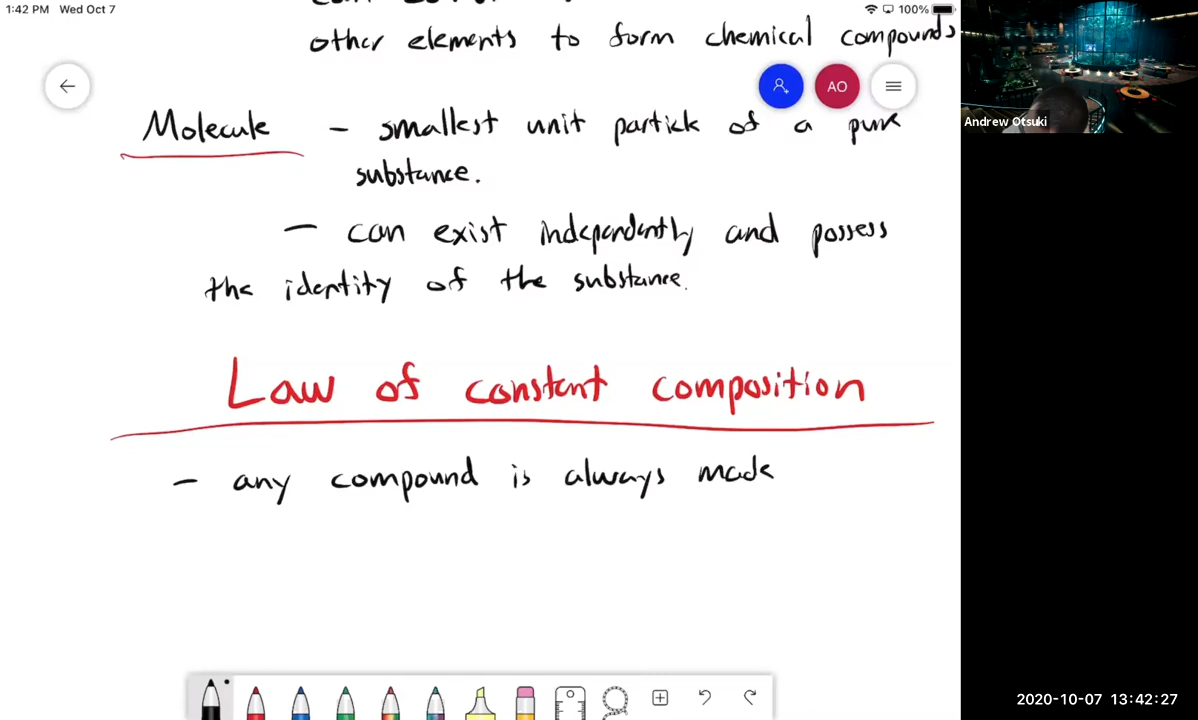 1:42 PM Wed Oct 7
100%
other elements to form chemical compounds
AO
Andrew Otsuki
Molecule - smallest unit particle of a pure
substance.
- can exist independently and possess
the identity of the substance.
Law of constant composition
- any compound is always made
2020-10-07 13:42:27